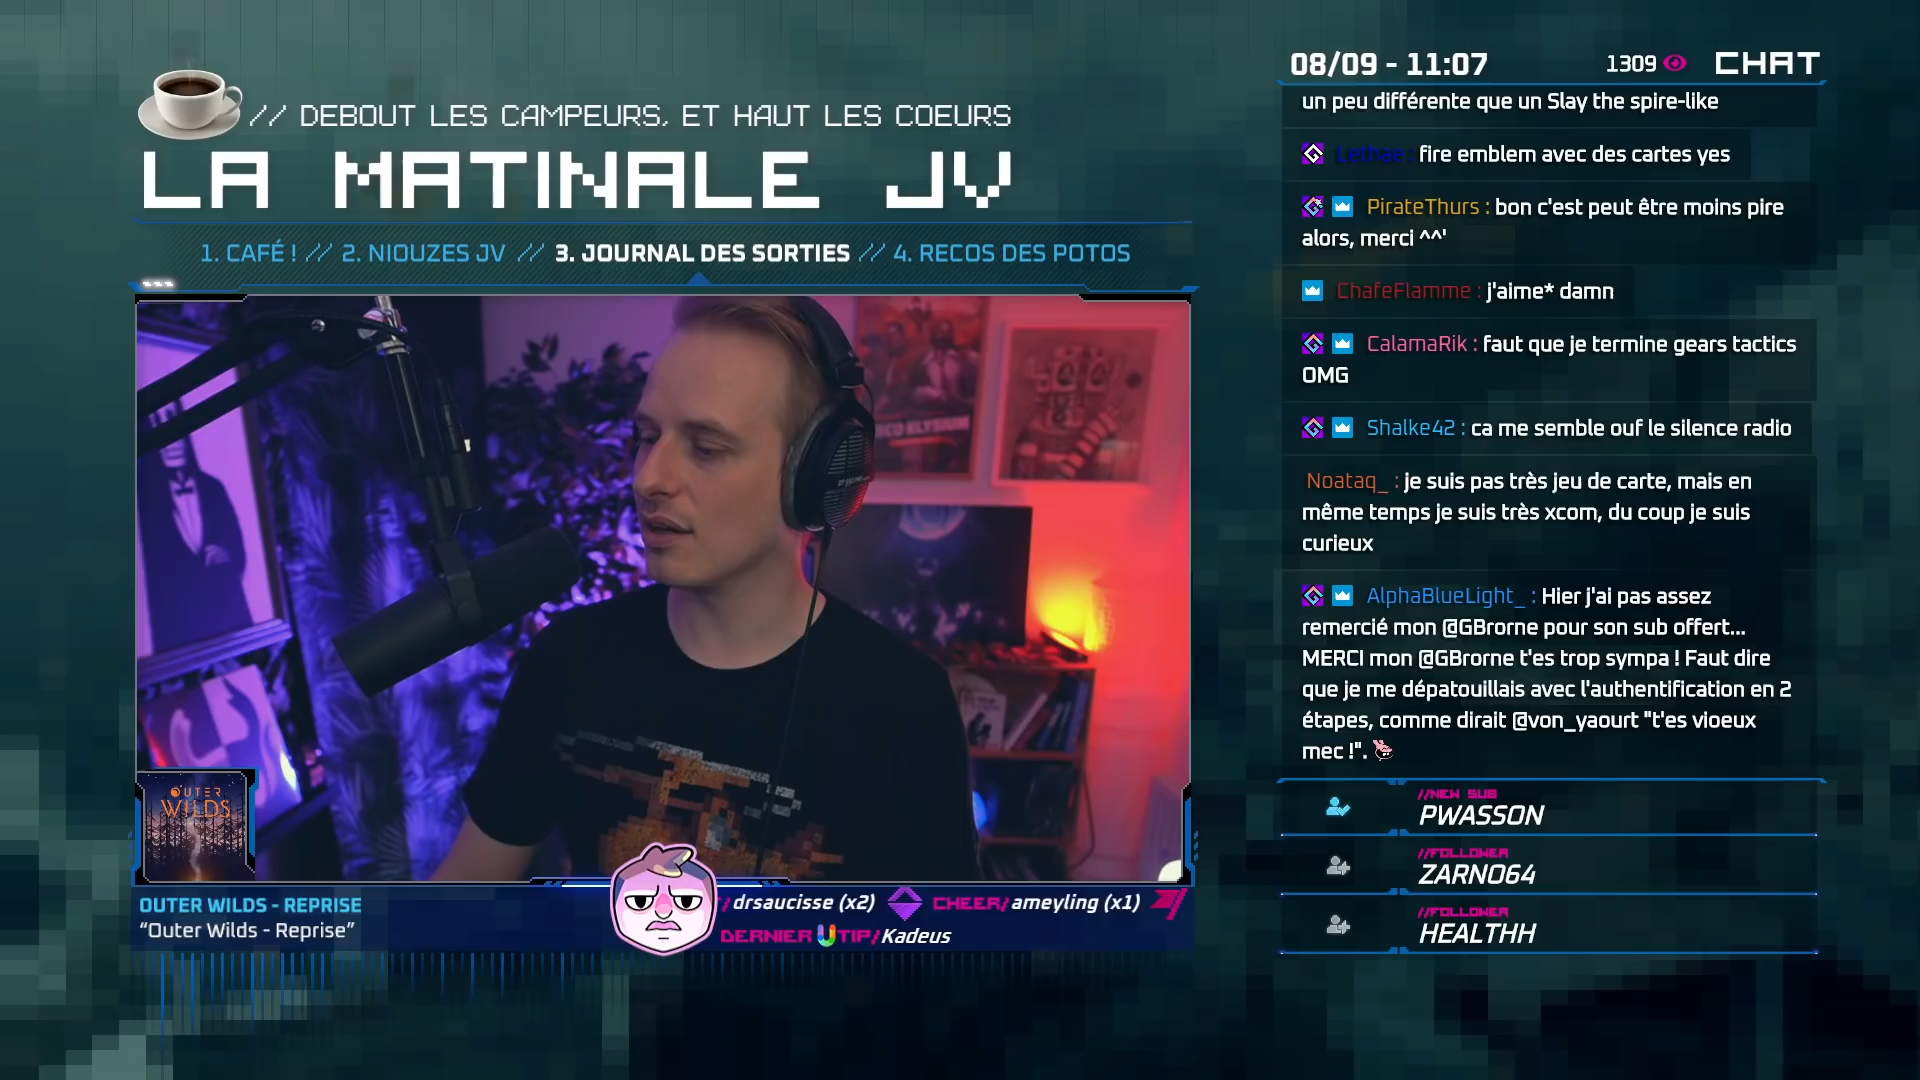 // DEBOUT LES CAMPEURS, ET HAUT LES COEURS
LA MATINALE JV
1. CAFÉ ! // 2. NIOUZES JV // 3. JOURNAL DES SORTIES // 4. RECOS DES POTOS
OUTER
WILDS
OUTER WILDS - REPRISE
“Outer Wilds - Reprise”
/ drsaucisse (x2) CHEER/ ameyling (x1)
DERNIER TIP/ Kadeus
08/09 - 11:07 1309 CHAT
un peu différente que un Slay the spire-like
Lethae : fire emblem avec des cartes yes
PirateThurs : bon c'est peut être moins pire
alors, merci ^^'
ChafeFlamme : j'aime* damn
CalamaRik : faut que je termine gears tactics
OMG
Shalke42 : ca me semble ouf le silence radio
Noataq_ : je suis pas très jeu de carte, mais en
même temps je suis très xcom, du coup je suis
curieux
AlphaBlueLight_ : Hier j'ai pas assez
remercié mon @GBrorne pour son sub offert...
MERCI mon @GBrorne t'es trop sympa ! Faut dire
que je me dépatouillais avec l'authentification en 2
étapes, comme dirait @von_yaourt "t'es vioeux
mec !".
//NEW SUB
PWASSON
//FOLLOWER
ZARNO64
//FOLLOWER
HEALTHH